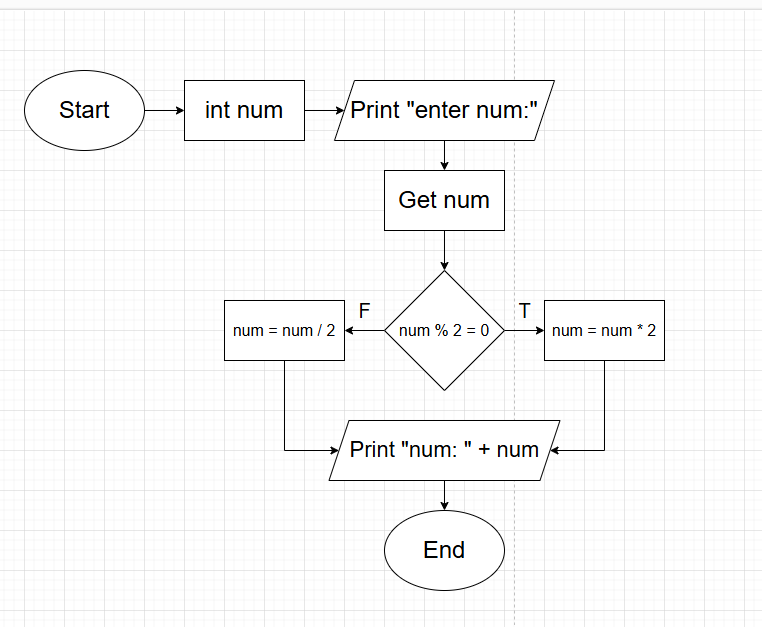 Start
int num
Print "enter num:"
Get num
F
T
num = num / 2
num % 2 = 0
num = num * 2
Print "num: " + num
End